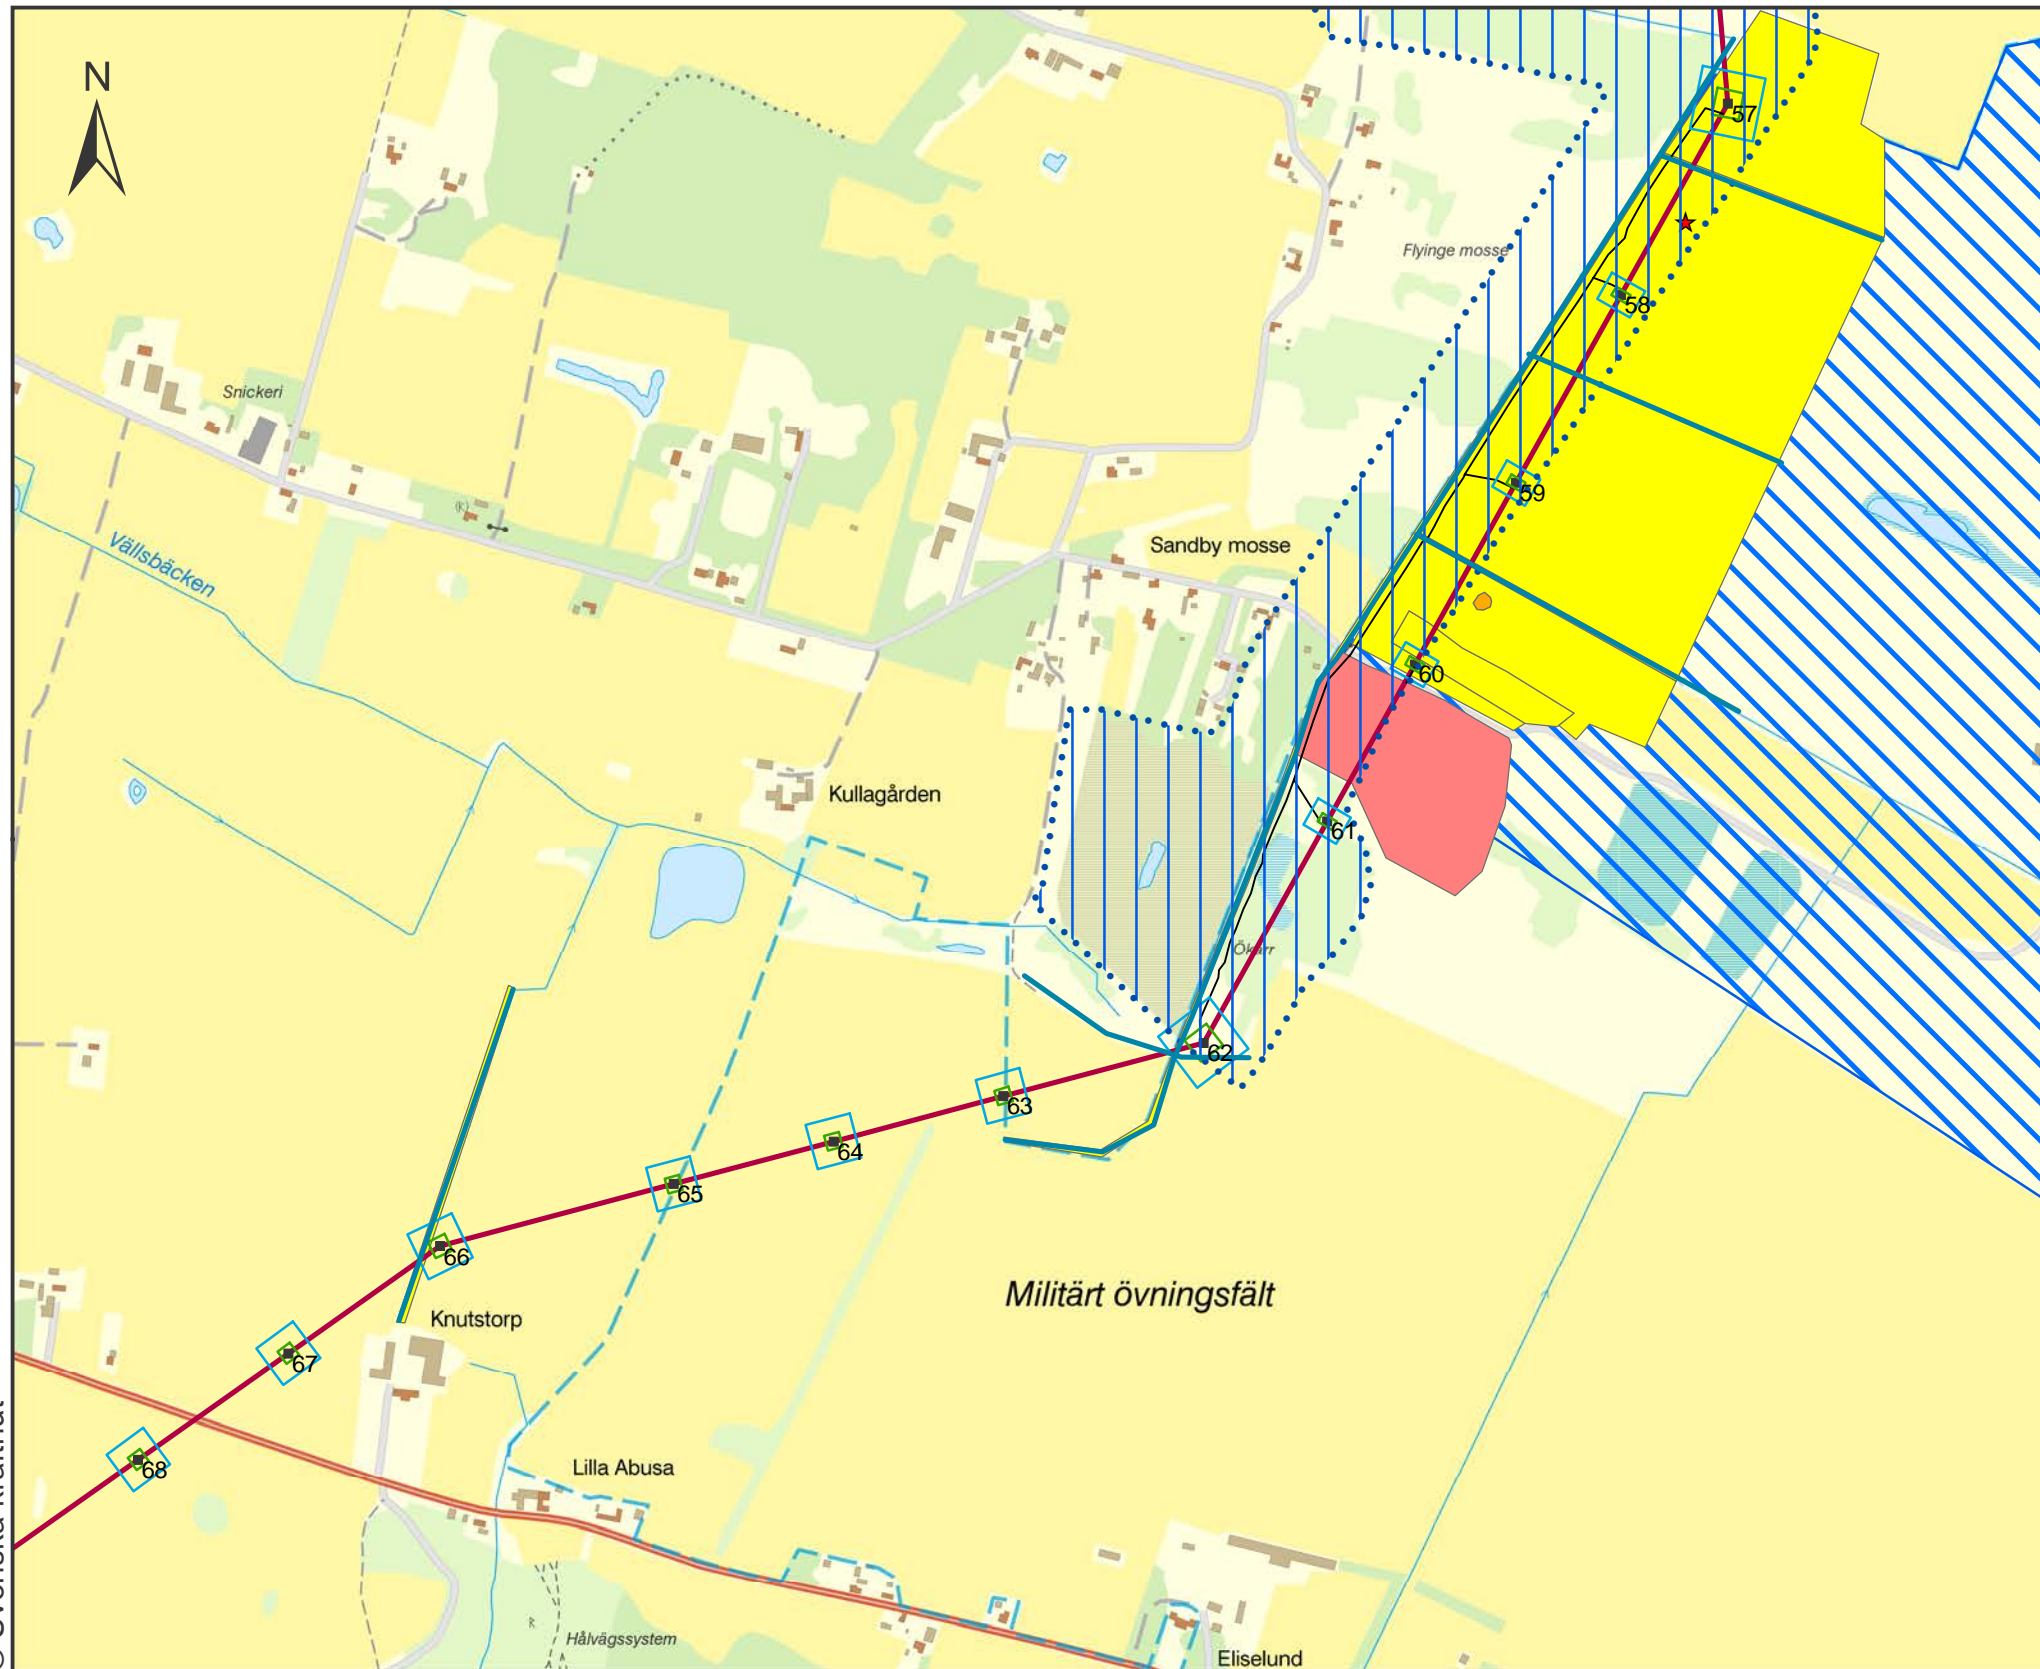 N
57
Flyinge mosse
58
Snickeri
59
(K)
Sandby mosse
Vällsbäcken
60
Kullagården
61
Ökärr
62
63
64
65
66
Militärt övningsfält
Knutstorp
67
68
Lilla Abusa
R
Hålvägssystem
Eliselund